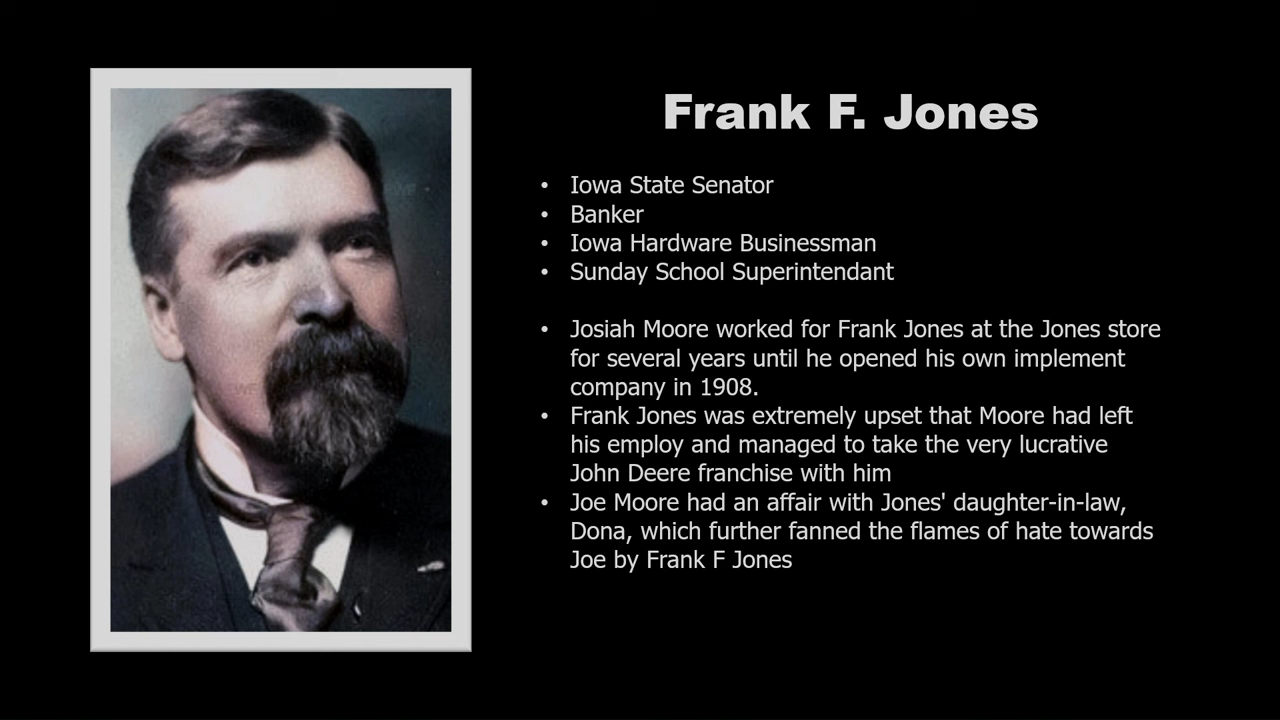 Frank F. Jones
• Iowa State Senator
• Banker
• Iowa Hardware Businessman
• Sunday School Superintendant
• Josiah Moore worked for Frank Jones at the Jones store
for several years until he opened his own implement
company in 1908.
• Frank Jones was extremely upset that Moore had left
his employ and managed to take the very lucrative
John Deere franchise with him
• Joe Moore had an affair with Jones' daughter-in-law,
Dona, which further fanned the flames of hate towards
Joe by Frank F Jones